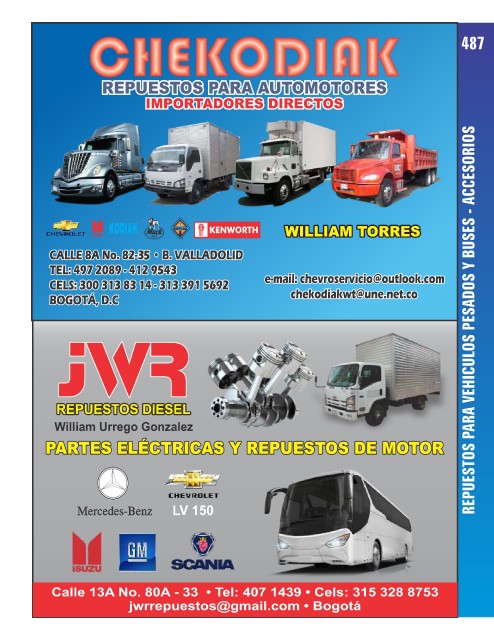 487
CHEKODIAK
REPUESTOS PARA AUTOMOTORES
IMPORTADORES DIRECTOS
CHEVROLET
KODIAK
KENWORTH
WILLIAM TORRES
CALLE 8A No. 82-35 • B. VALLADOLID
TEL: 497 2089 - 412 9543
CELS: 300 313 83 14 - 313 391 5692
BOGOTÁ, D.C
e-mail: chevroservicio@outlook.com
chekodiakwt@une.net.co
REPUESTOS PARA VEHICULOS PESADOS Y BUSES - ACCESORIOS
JWR
REPUESTOS DIESEL
William Urrego Gonzalez
PARTES ELÉCTRICAS Y REPUESTOS DE MOTOR
Mercedes-Benz
CHEVROLET
LV 150
ISUZU
GM
SCANIA
Calle 13A No. 80A - 33 • Tel: 407 1439 • Cels: 315 328 8753
jwrrepuestos@gmail.com • Bogotá